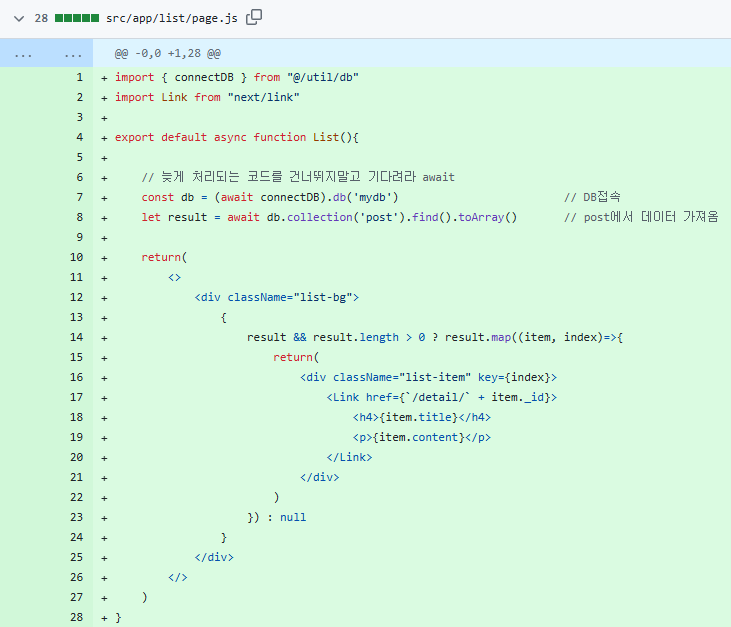 28 src/app/list/page.js
... ... @@ -0,0 +1,28 @@
1 + import { connectDB } from "@/util/db"
2 + import Link from "next/link"
3 +
4 + export default async function List(){
5 +
6 + // 늦게 처리되는 코드를 건너뛰지말고 기다려라 await
7 + const db = (await connectDB).db('mydb') // DB접속
8 + let result = await db.collection('post').find().toArray() // post에서 데이터 가져옴
9 +
10 + return(
11 + <>
12 + <div className="list-bg">
13 + {
14 + result && result.length > 0 ? result.map((item, index)=>{
15 + return(
16 + <div className="list-item" key={index}>
17 + <Link href={`/detail/` + item._id}>
18 + <h4>{item.title}</h4>
19 + <p>{item.content}</p>
20 + </Link>
21 + </div>
22 + )
23 + }) : null
24 + }
25 + </div>
26 + </>
27 + )
28 + }